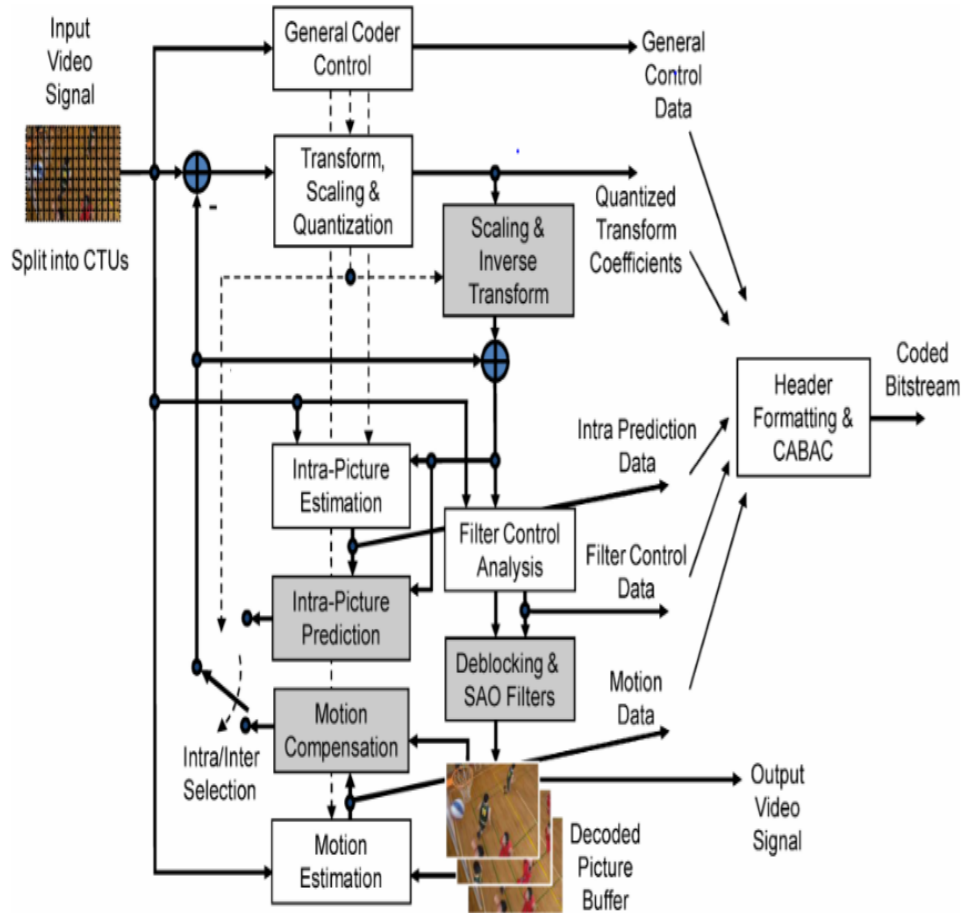 Input
Video
Signal
Split into CTUs
General Coder
Control
Transform,
Scaling &
Quantization
-
Scaling &
Inverse
Transform
Intra-Picture
Estimation
Intra-Picture
Prediction
Filter Control
Analysis
Deblocking &
SAO Filters
Motion
Compensation
Intra/Inter
Selection
Motion
Estimation
General
Control
Data
Quantized
Transform
Coefficients
Intra Prediction
Data
Filter Control
Data
Motion
Data
Header
Formatting &
CABAC
Coded
Bitstream
Output
Video
Signal
Decoded
Picture
Buffer